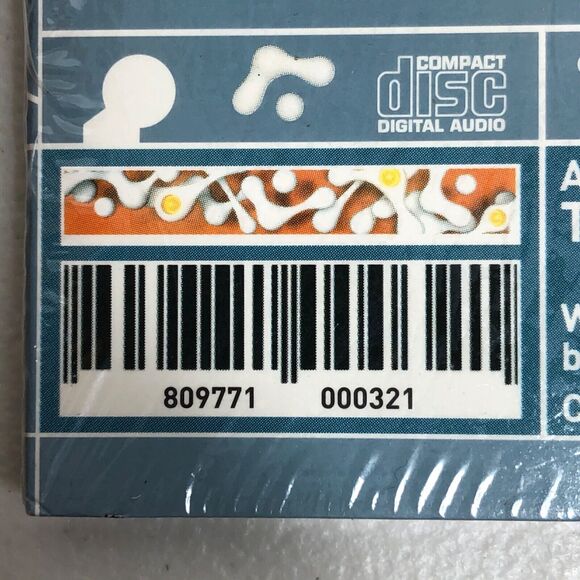 COMPACT
disc
DIGITAL AUDIO
A
T
W
b
809771 000321